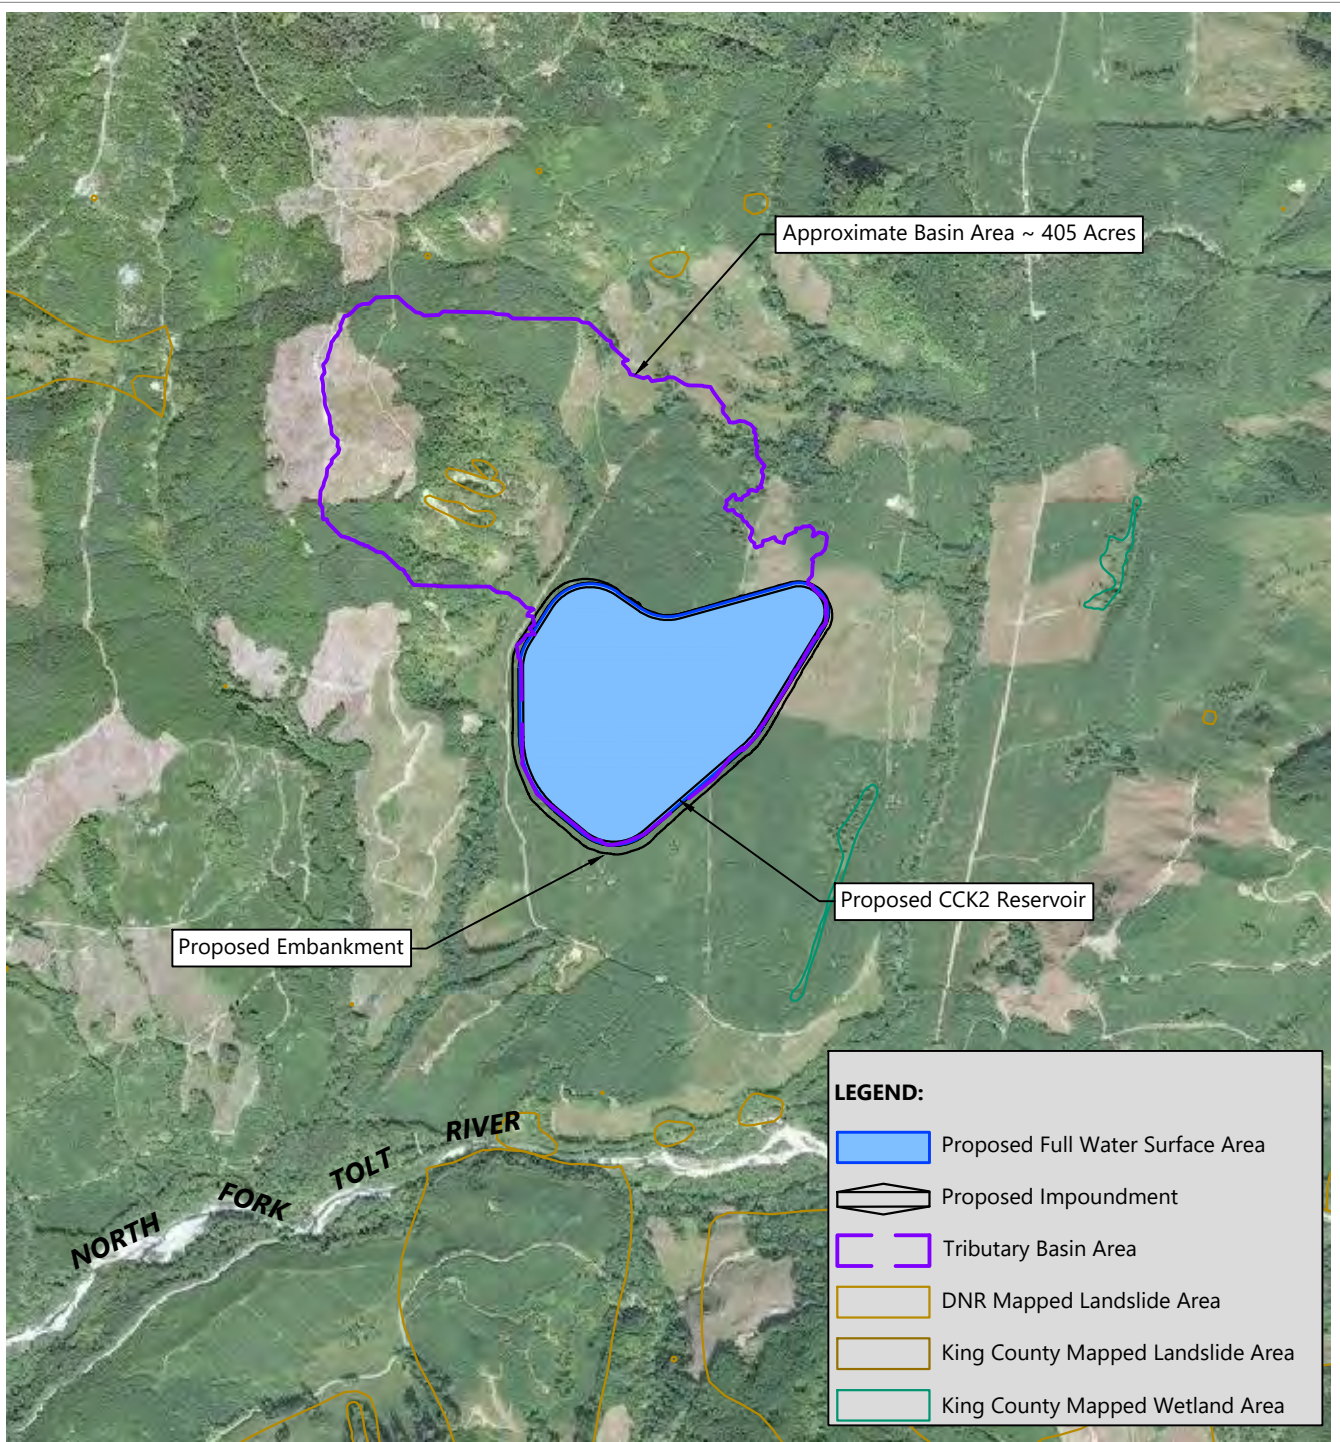 Approximate Basin Area ~ 405 Acres
Proposed CCK2 Reservoir
Proposed Embankment
NORTH FORK TOLT RIVER
LEGEND:
Proposed Full Water Surface Area
Proposed Impoundment
Tributary Basin Area
DNR Mapped Landslide Area
King County Mapped Landslide Area
King County Mapped Wetland Area